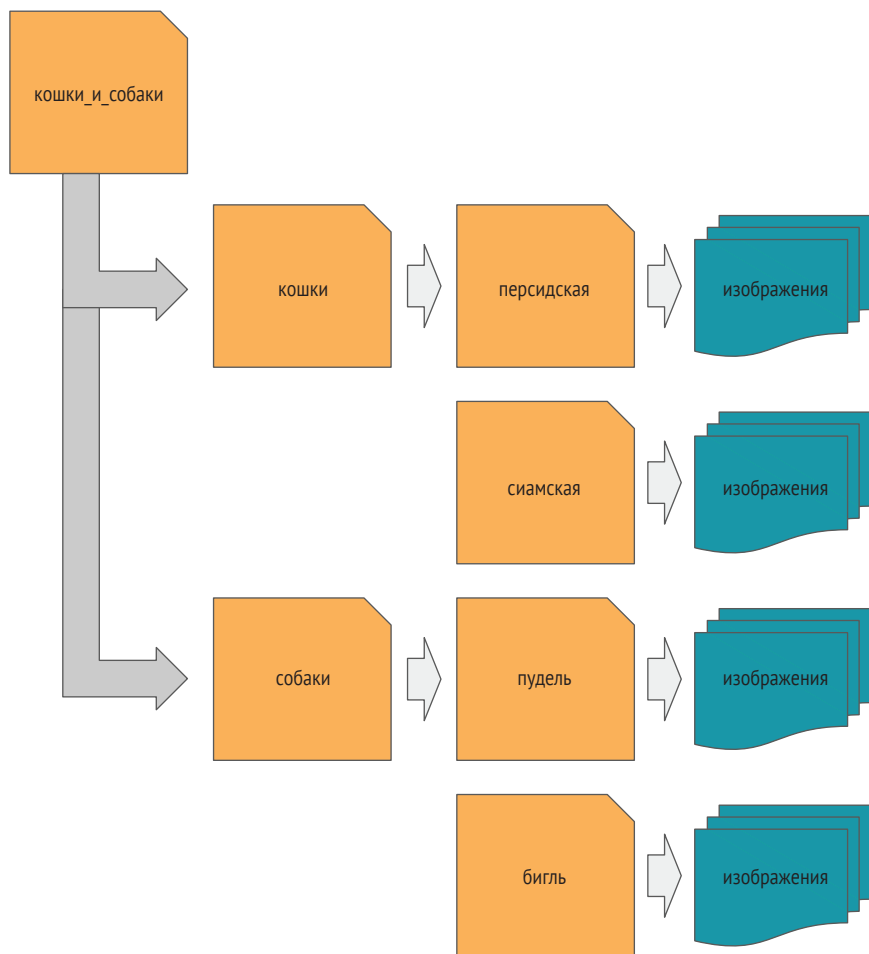 кошки_и_собаки
кошки
персидская
изображения
сиамская
изображения
собаки
пудель
изображения
бигль
изображения